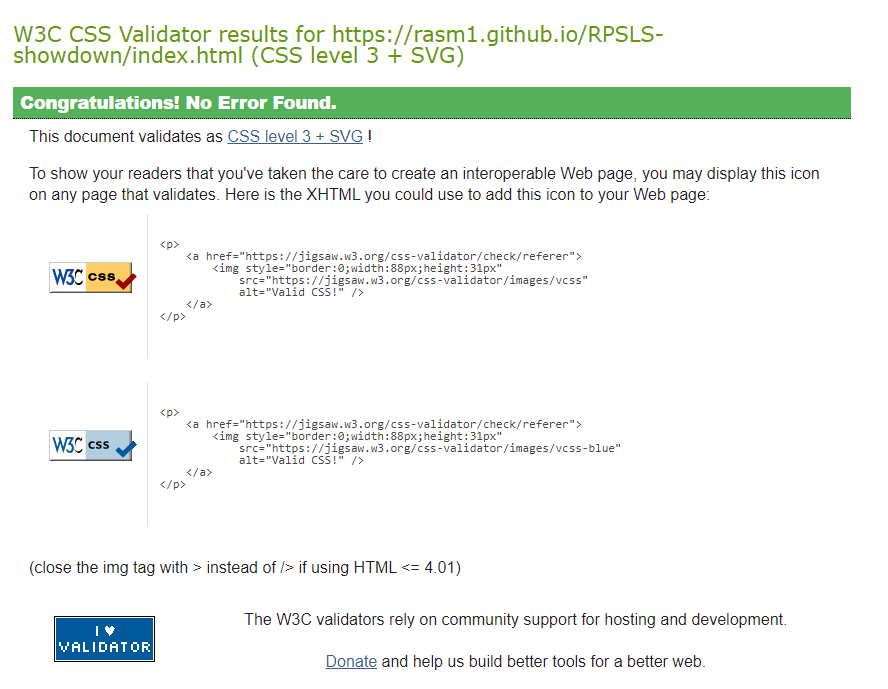 W3C CSS Validator results for https://rasm1.github.io/RPSLS-
showdown/index.html (CSS level 3 + SVG)
Congratulations! No Error Found.
This document validates as CSS level 3 + SVG !
To show your readers that you've taken the care to create an interoperable Web page, you may display this icon
on any page that validates. Here is the XHTML you could use to add this icon to your Web page:
<p>
<a href="https://jigsaw.w3.org/css-validator/check/referer">
<img style="border:0;width:88px;height:31px"
W3C css
src="https://jigsaw.w3.org/css-validator/images/vcss"
alt="Valid CSS!" />
</a>
</p>
<p>
<a href="https://jigsaw.w3.org/css-validator/check/referer">
<img style="border:0;width:88px;height:31px"
W3C css
src="https://jigsaw.w3.org/css-validator/images/vcss-blue"
alt="Valid CSS!" />
</a>
</p>
(close the img tag with > instead of /> if using HTML <= 4.01)
I ♥
VALIDATOR
The W3C validators rely on community support for hosting and development.
Donate and help us build better tools for a better web.